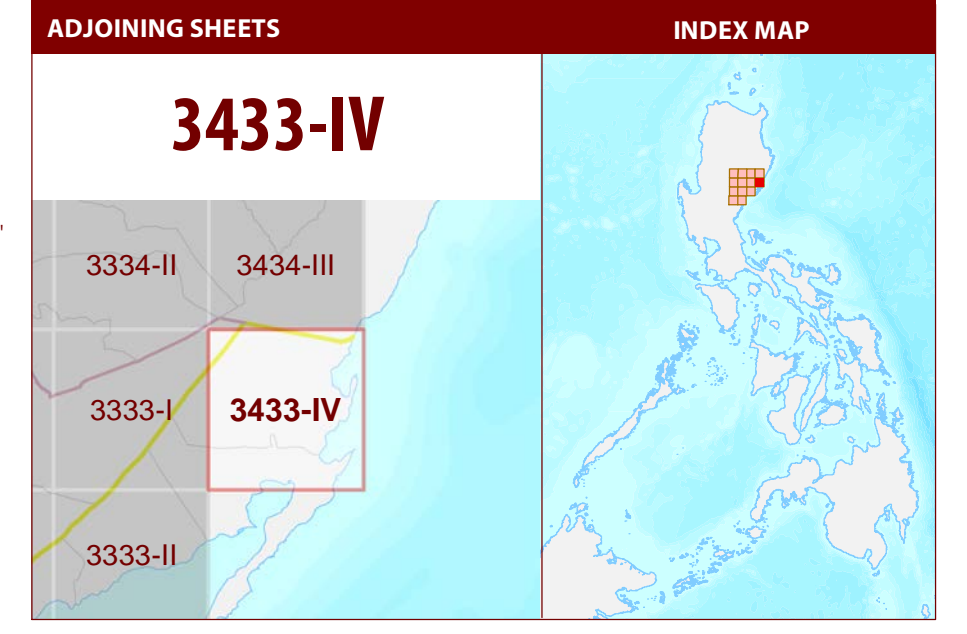 ADJOINING SHEETS
INDEX MAP
3433-IV
3334-II
3434-III
3333-I
3433-IV
3333-II